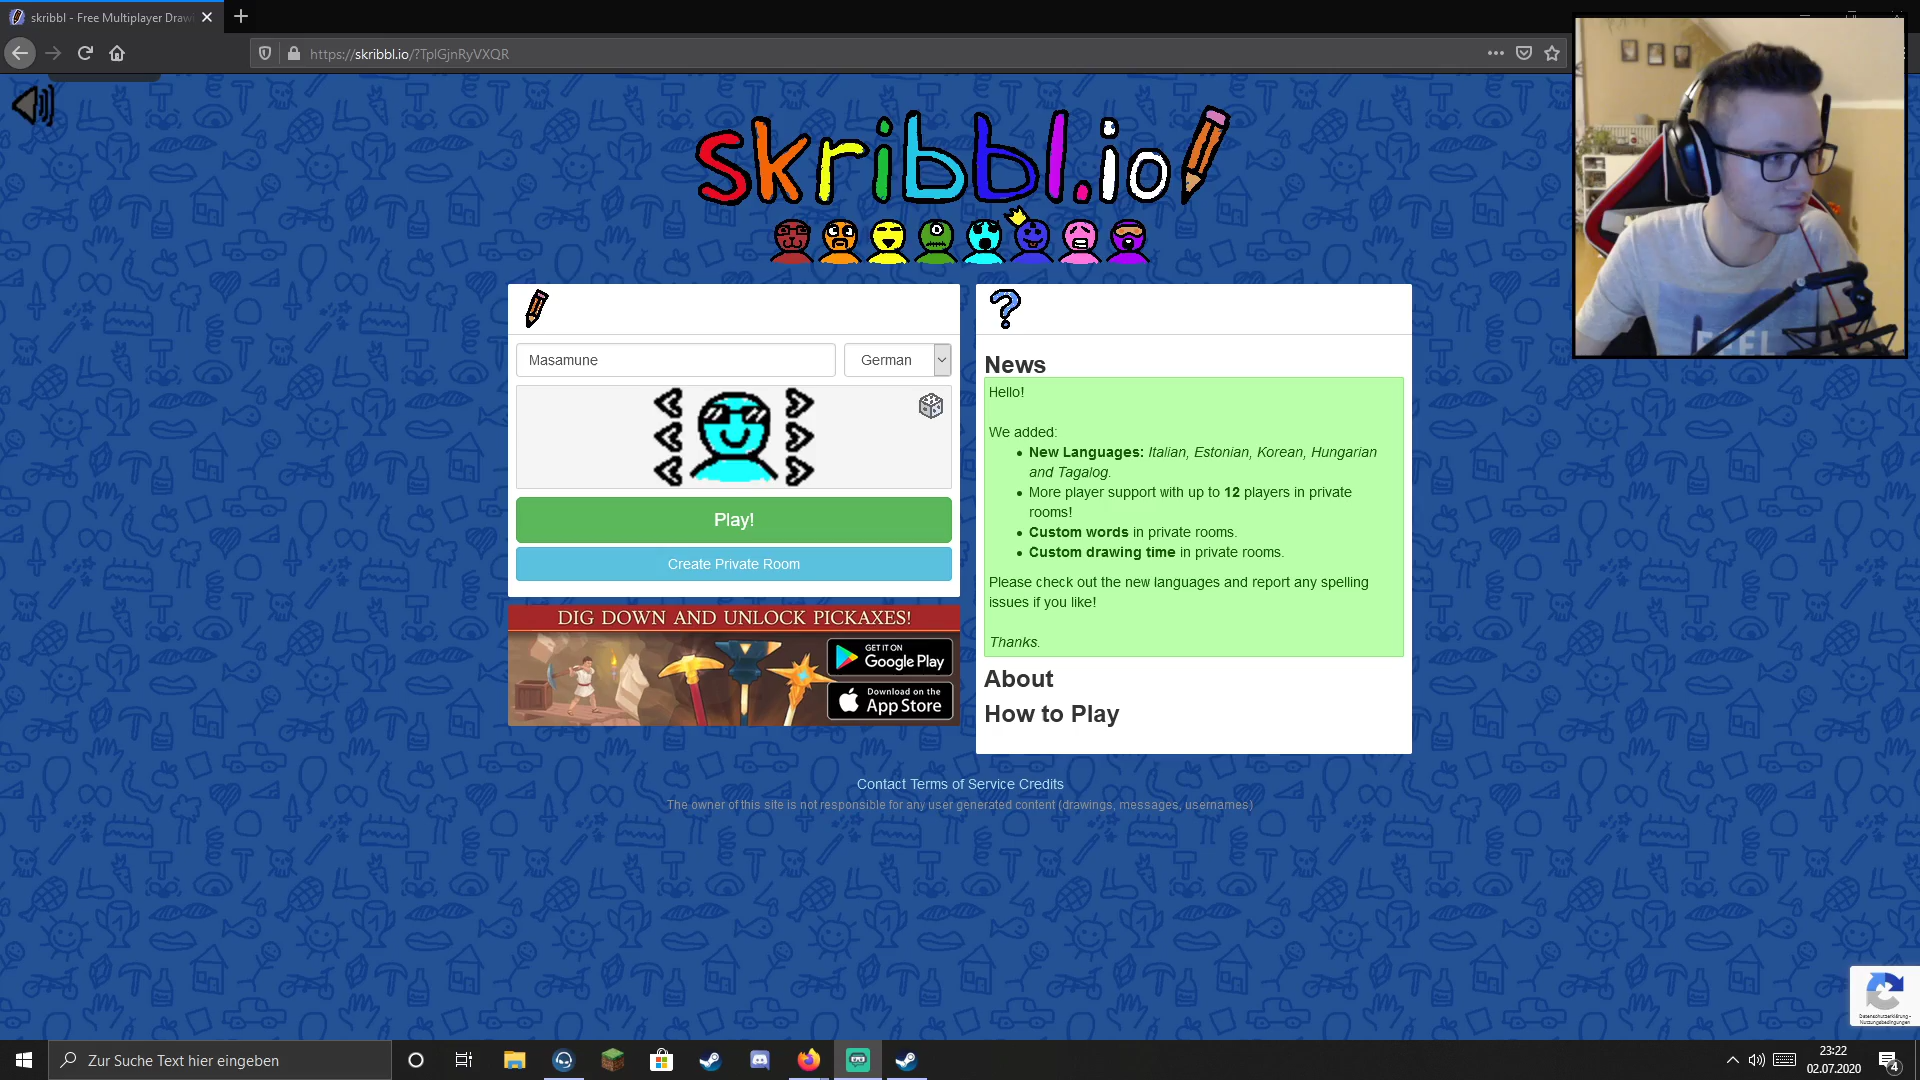 skribbl - Free Multiplayer Drawi
https://skribbl.io/?TplGjnRyVXQR
skribbl.io
Masamune
German
Play!
Create Private Room
DIG DOWN AND UNLOCK PICKAXES!
GET IT ON
Google Play
Download on the
App Store
News
Hello!
We added:
New Languages: Italian, Estonian, Korean, Hungarian
and Tagalog.
More player support with up to 12 players in private
rooms!
Custom words in private rooms.
Custom drawing time in private rooms.
Please check out the new languages and report any spelling
issues if you like!
Thanks.
About
How to Play
Contact Terms of Service Credits
The owner of this site is not responsible for any user generated content (drawings, messages, usernames)
Datenschutzerklärung -
Nutzungsbedingungen
Zur Suche Text hier eingeben
23:22
02.07.2020
4